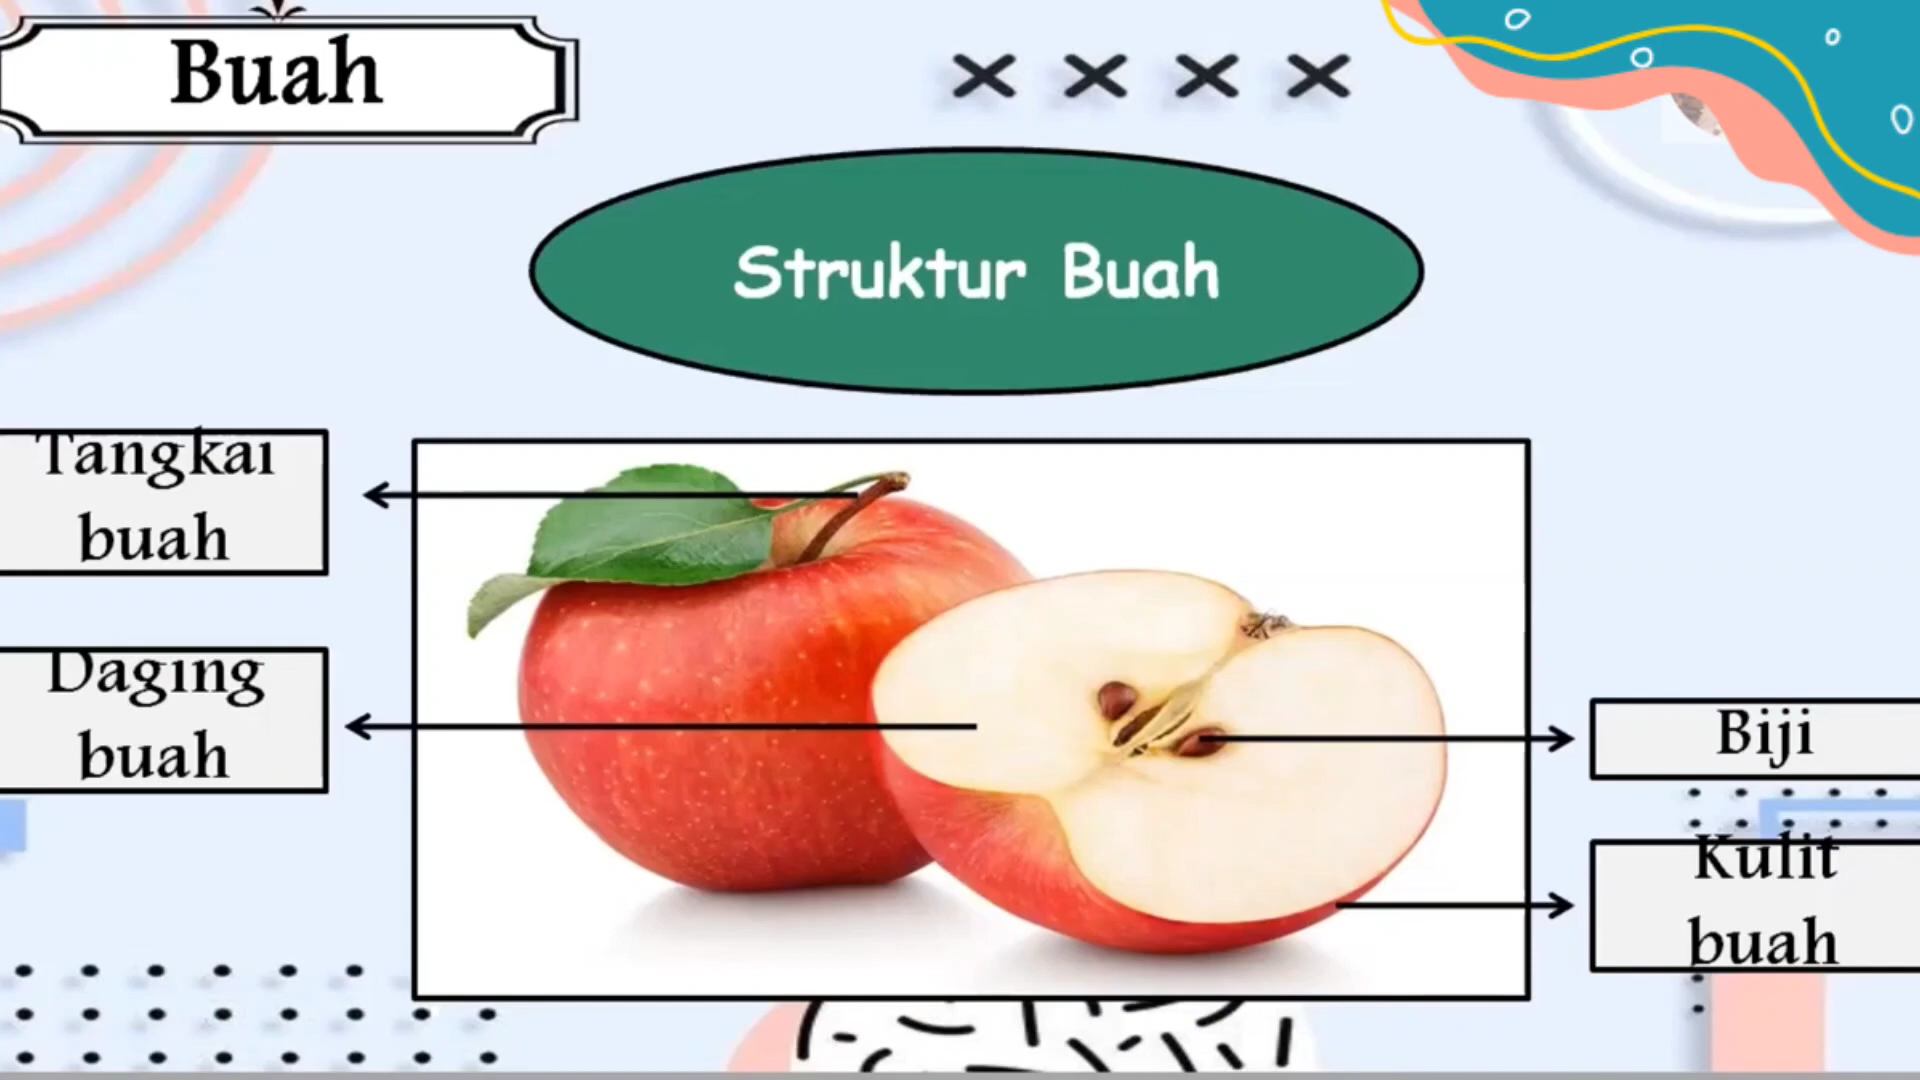 Buah
Struktur Buah
Tangkai
buah
Daging
buah
Biji
Kulit
buah